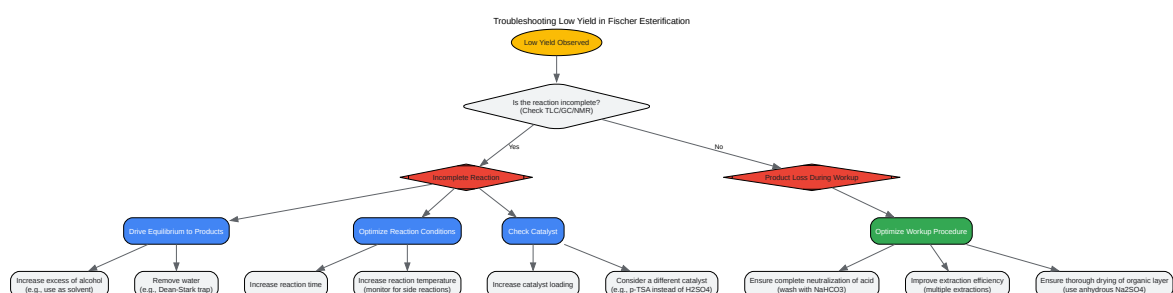 Troubleshooting Low Yield in Fischer Esterification
Low Yield Observed
Is the reaction incomplete?
(Check TLC/GC/NMR)
Yes
No
Incomplete Reaction
Product Loss During Workup
Drive Equilibrium to Products
Optimize Reaction Conditions
Check Catalyst
Optimize Workup Procedure
Increase excess of alcohol
(e.g., use as solvent)
Remove water
(e.g., Dean-Stark trap)
Increase reaction time
Increase reaction temperature
(monitor for side reactions)
Increase catalyst loading
Consider a different catalyst
(e.g., p-TSA instead of H2SO4)
Ensure complete neutralization of acid
(wash with NaHCO3)
Improve extraction efficiency
(multiple extractions)
Ensure thorough drying of organic layer
(use anhydrous Na2SO4)